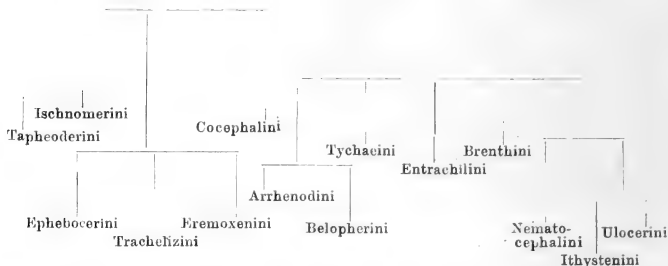 Ischnomerini
Tapheoderini
Cocephalini
Tychaeini
Brenthini
Entrachilini
Arrhenodini
Ephebocerini
Eremoxenini
Belopherini
Trachelizini
Nemato-
cephalini
Ulocerini
Ithystenini